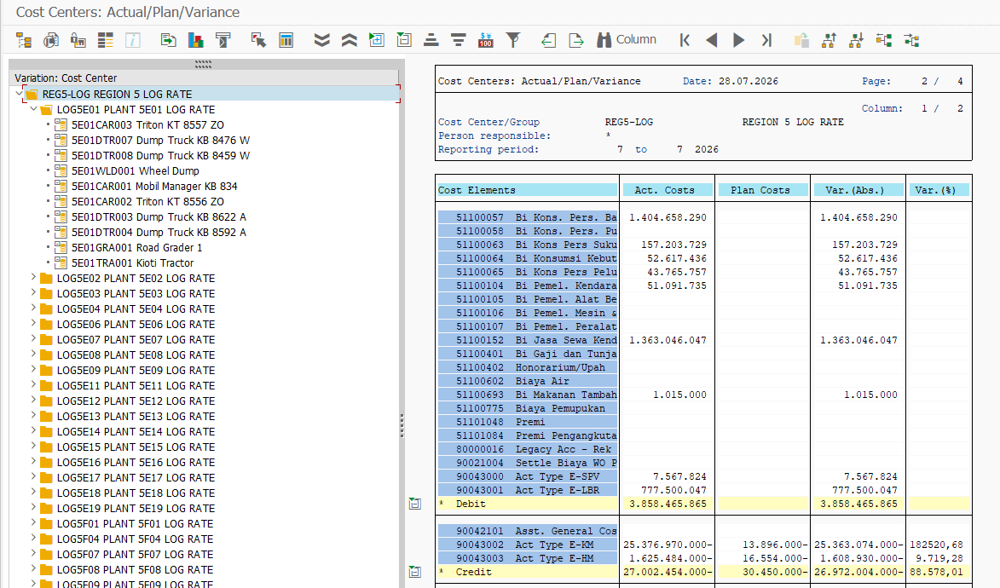 Cost Centers: Actual/Plan/Variance
Column
Variation: Cost Center
REG5-LOG REGION 5 LOG RATE
LOG5E01 PLANT 5E01 LOG RATE
5E01CAR003 Triton KT 8557 ZO
5E01DTR007 Dump Truck KB 8476 W
5E01DTR008 Dump Truck KB 8459 W
5E01WLD001 Wheel Dump
5E01CAR001 Mobil Manager KB 834
5E01CAR002 Triton KT 8556 ZO
5E01DTR003 Dump Truck KB 8622 A
5E01DTR004 Dump Truck KB 8592 A
5E01GRA001 Road Grader 1
5E01TRA001 Kioti Tractor
LOG5E02 PLANT 5E02 LOG RATE
LOG5E03 PLANT 5E03 LOG RATE
LOG5E04 PLANT 5E04 LOG RATE
LOG5E06 PLANT 5E06 LOG RATE
LOG5E07 PLANT 5E07 LOG RATE
LOG5E08 PLANT 5E08 LOG RATE
LOG5E09 PLANT 5E09 LOG RATE
LOG5E11 PLANT 5E11 LOG RATE
LOG5E12 PLANT 5E12 LOG RATE
LOG5E13 PLANT 5E13 LOG RATE
LOG5E14 PLANT 5E14 LOG RATE
LOG5E15 PLANT 5E15 LOG RATE
LOG5E16 PLANT 5E16 LOG RATE
LOG5E17 PLANT 5E17 LOG RATE
LOG5E18 PLANT 5E18 LOG RATE
LOG5E19 PLANT 5E19 LOG RATE
LOG5F01 PLANT 5F01 LOG RATE
LOG5F04 PLANT 5F04 LOG RATE
LOG5F07 PLANT 5F07 LOG RATE
LOG5F08 PLANT 5F08 LOG RATE
LOG5F09 PLANT 5F09 LOG RATE
Cost Centers: Actual/Plan/Variance Date: 28.07.2026 Page: 2 / 4
Column: 1 / 2
Cost Center/Group REG5-LOG REGION 5 LOG RATE
Person responsible: *
Reporting period: 7 to 7 2026
Cost Elements Act. Costs Plan Costs Var.(Abs.) Var.(%)
51100057 Bi Kons. Pers. Ba 1.404.658.290 1.404.658.290
51100058 Bi Kons. Pers. Pu
51100063 Bi Kons Pers Suku 157.203.729 157.203.729
51100064 Bi Konsumsi Kebut 52.617.436 52.617.436
51100065 Bi Kons Pers Pelu 43.765.757 43.765.757
51100104 Bi Pemel. Kendara 51.091.735 51.091.735
51100105 Bi Pemel. Alat Be
51100106 Bi Pemel. Mesin &
51100107 Bi Pemel. Peralat
51100152 Bi Jasa Sewa Kend 1.363.046.047 1.363.046.047
51100401 Bi Gaji dan Tunja
51100402 Honorarium/Upah
51100602 Biaya Air
51100693 Bi Makanan Tambah 1.015.000 1.015.000
51100775 Biaya Pemupukan
51101048 Premi
51101084 Premi Pengangkuta
80000016 Legacy Acc - Rek
90021004 Settle Biaya WO P
90043000 Act Type E-SPV 7.567.824 7.567.824
90043001 Act Type E-LBR 777.500.047 777.500.047
* Debit 3.858.465.865 3.858.465.865
90042101 Asst. General Cos
90043002 Act Type E-KM 25.376.970.000- 13.896.000- 25.363.074.000- 182520,68
90043003 Act Type E-HM 1.625.484.000- 16.554.000- 1.608.930.000- 9.719,28
* Credit 27.002.454.000- 30.450.000- 26.972.004.000- 88.578,01